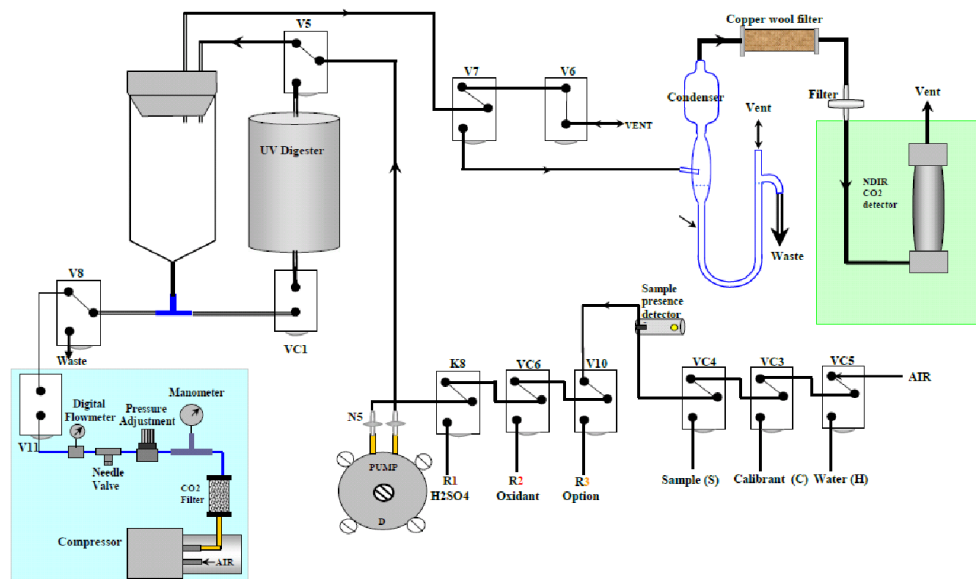 V5
Copper wool filter
V7
V6
Condenser
Vent
Filter
Vent
VENT
UV Digester
NDIR
CO2
detector
Waste
V8
Sample
presence
detector
VC1
Waste
K8
VC6
V10
VC4
VC3
VC5
AIR
Manometer
Digital
Flowmeter
Pressure
Adjustment
N5
V11
Needle
Valve
PUMP
R1
H2SO4
R2
Oxidant
R3
Option
Sample (S)
Calibrant (C)
Water (H)
CO2
Filter
D
Compressor
AIR